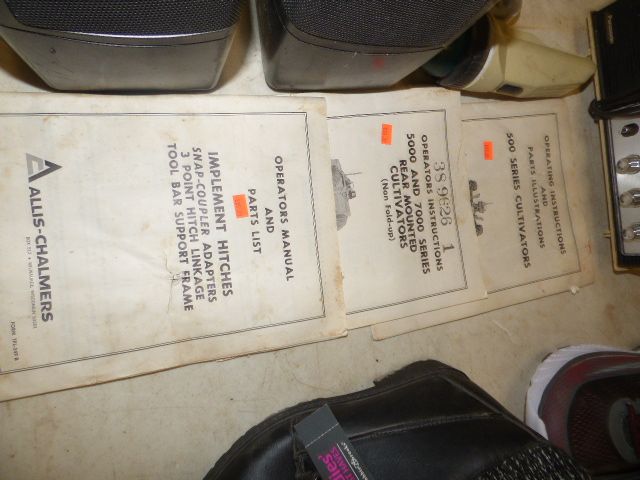 OPERATORS MANUAL
AND
PARTS LIST
IMPLEMENT HITCHES
SNAP-COUPLER ADAPTERS
3 POINT HITCH LINKAGE
TOOL BAR SUPPORT FRAME
ALLIS-CHALMERS
389626 1
OPERATORS INSTRUCTIONS
5000 AND 7000 SERIES
REAR MOUNTED
CULTIVATORS
(Non Fold-up)
OPERATING INSTRUCTIONS
AND
PARTS ILLUSTRATIONS
500 SERIES CULTIVATORS